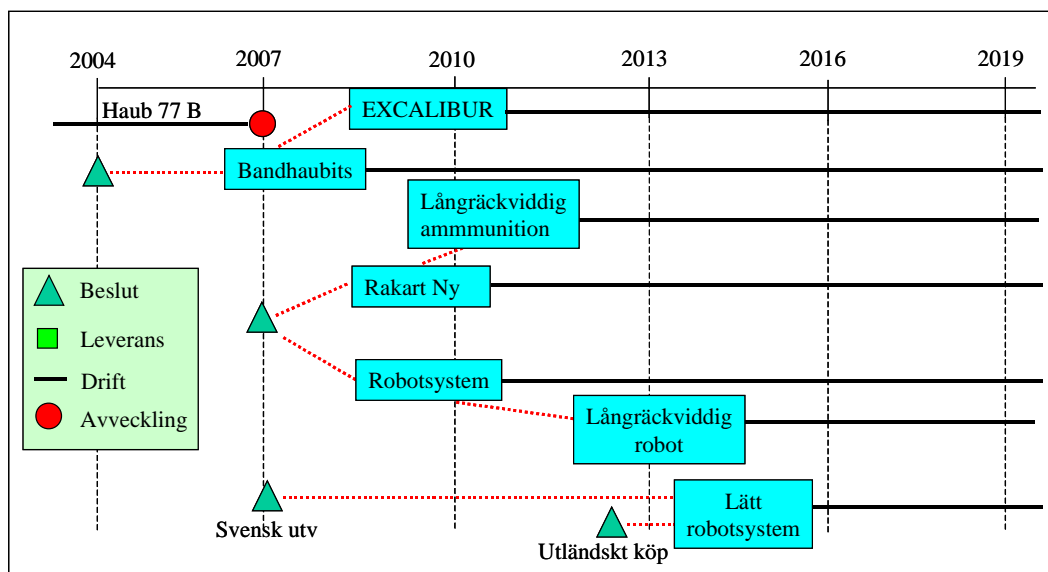 2004
2007
2010
2013
2016
2019
Haub 77 B
EXCALIBUR
Bandhaubits
Långräckviddig
ammmunition
Beslut
Rakart Ny
Leverans
Drift
Robotsystem
Avveckling
Långräckviddig
robot
Lätt
robotsystem
Svensk utv
Utländskt köp